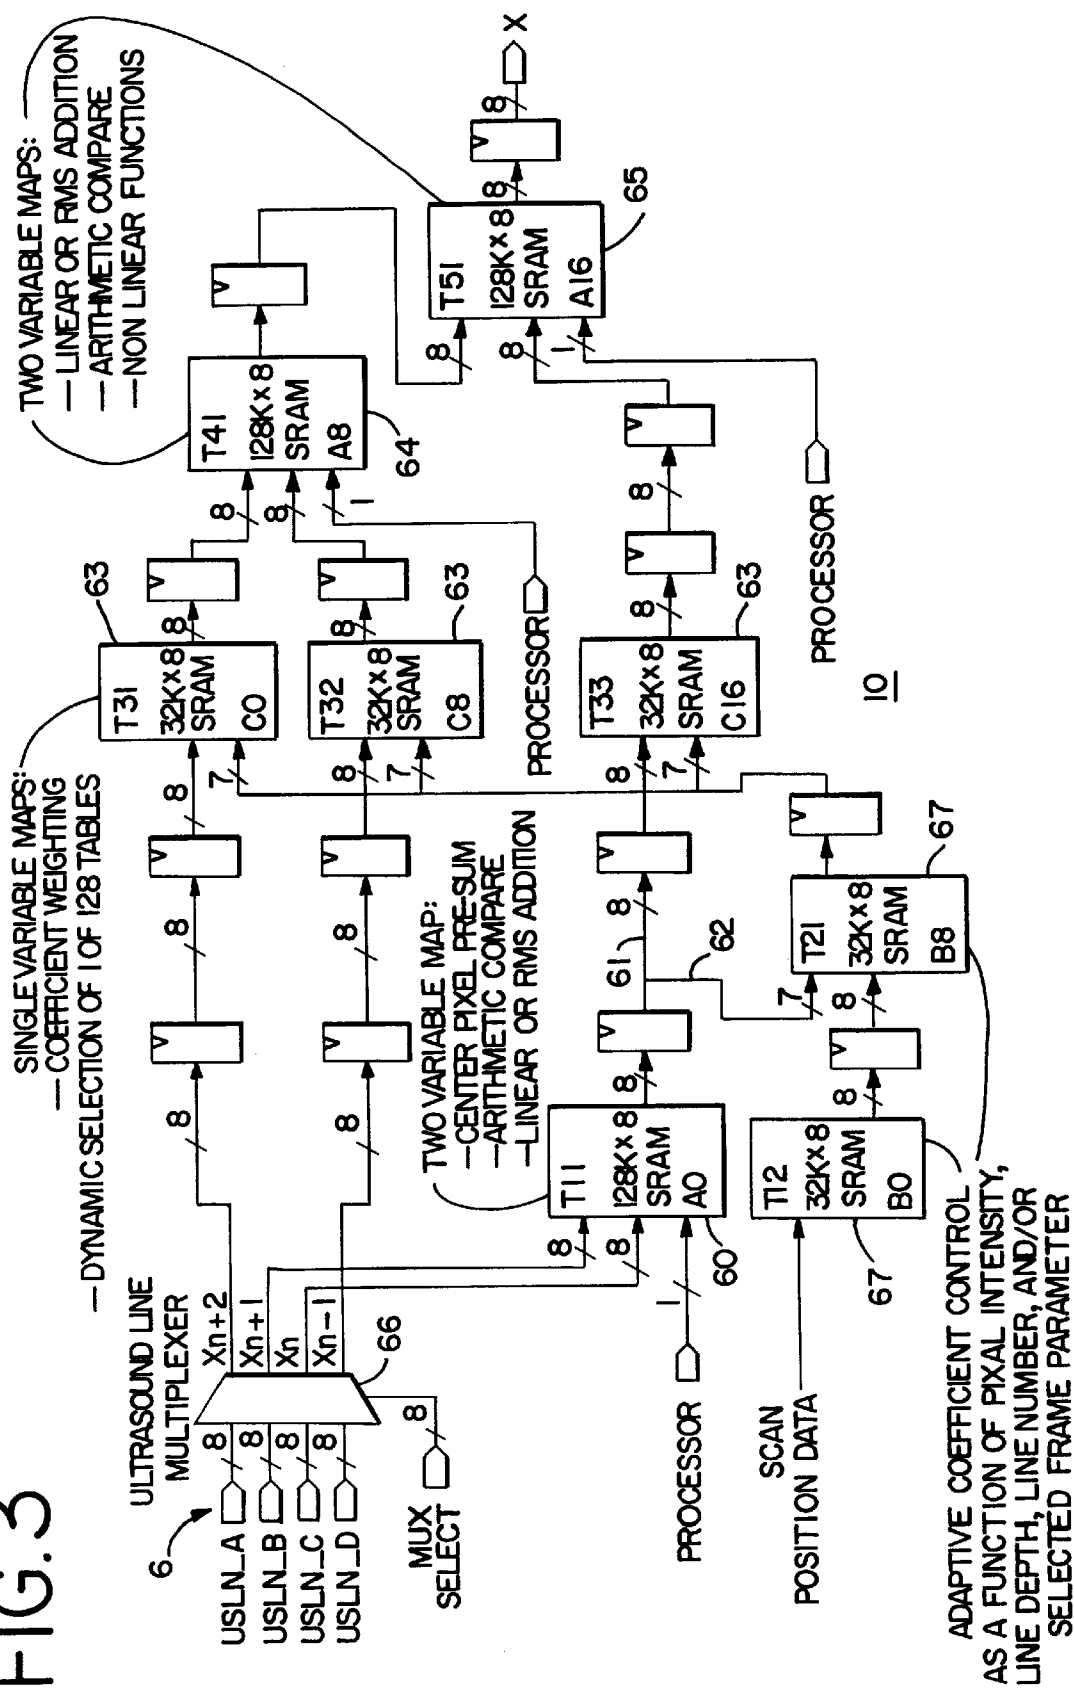 FIG.3
TWO VARIABLE MAPS:
— LINEAR OR RMS ADDITION
— ARITHMETIC COMPARE
— NON LINEAR FUNCTIONS
SINGLE VARIABLE MAPS:
— COEFFICIENT WEIGHTING
— DYNAMIC SELECTION OF 1 OF 128 TABLES
ULTRASOUND LINE
MULTIPLEXER
6
USLN_A
USLN_B
USLN_C
USLN_D
8
8
8
8
MUX
SELECT
8
66
Xn+2
Xn+1
Xn
Xn-1
8
8
8
8
8
8
7
T31
32K×8
SRAM
C0
63
8
8
7
T32
32K×8
SRAM
C8
63
8
8
8
8
1
PROCESSOR
T41
128K×8
SRAM
A8
64
TWO VARIABLE MAP:
—CENTER PIXEL PRE-SUM
—ARITHMETIC COMPARE
—LINEAR OR RMS ADDITION
8
8
1
PROCESSOR
T11
128K×8
SRAM
A0
60
8
61
62
8
8
7
T33
32K×8
SRAM
C16
63
8
8
8
8
1
PROCESSOR
T51
128K×8
SRAM
A16
65
8
8
X
SCAN
POSITION DATA
T12
32K×8
SRAM
B0
67
8
7
8
T21
32K×8
SRAM
B8
67
10
ADAPTIVE COEFFICIENT CONTROL
AS A FUNCTION OF PIXAL INTENSITY,
LINE DEPTH, LINE NUMBER, AND/OR
SELECTED FRAME PARAMETER